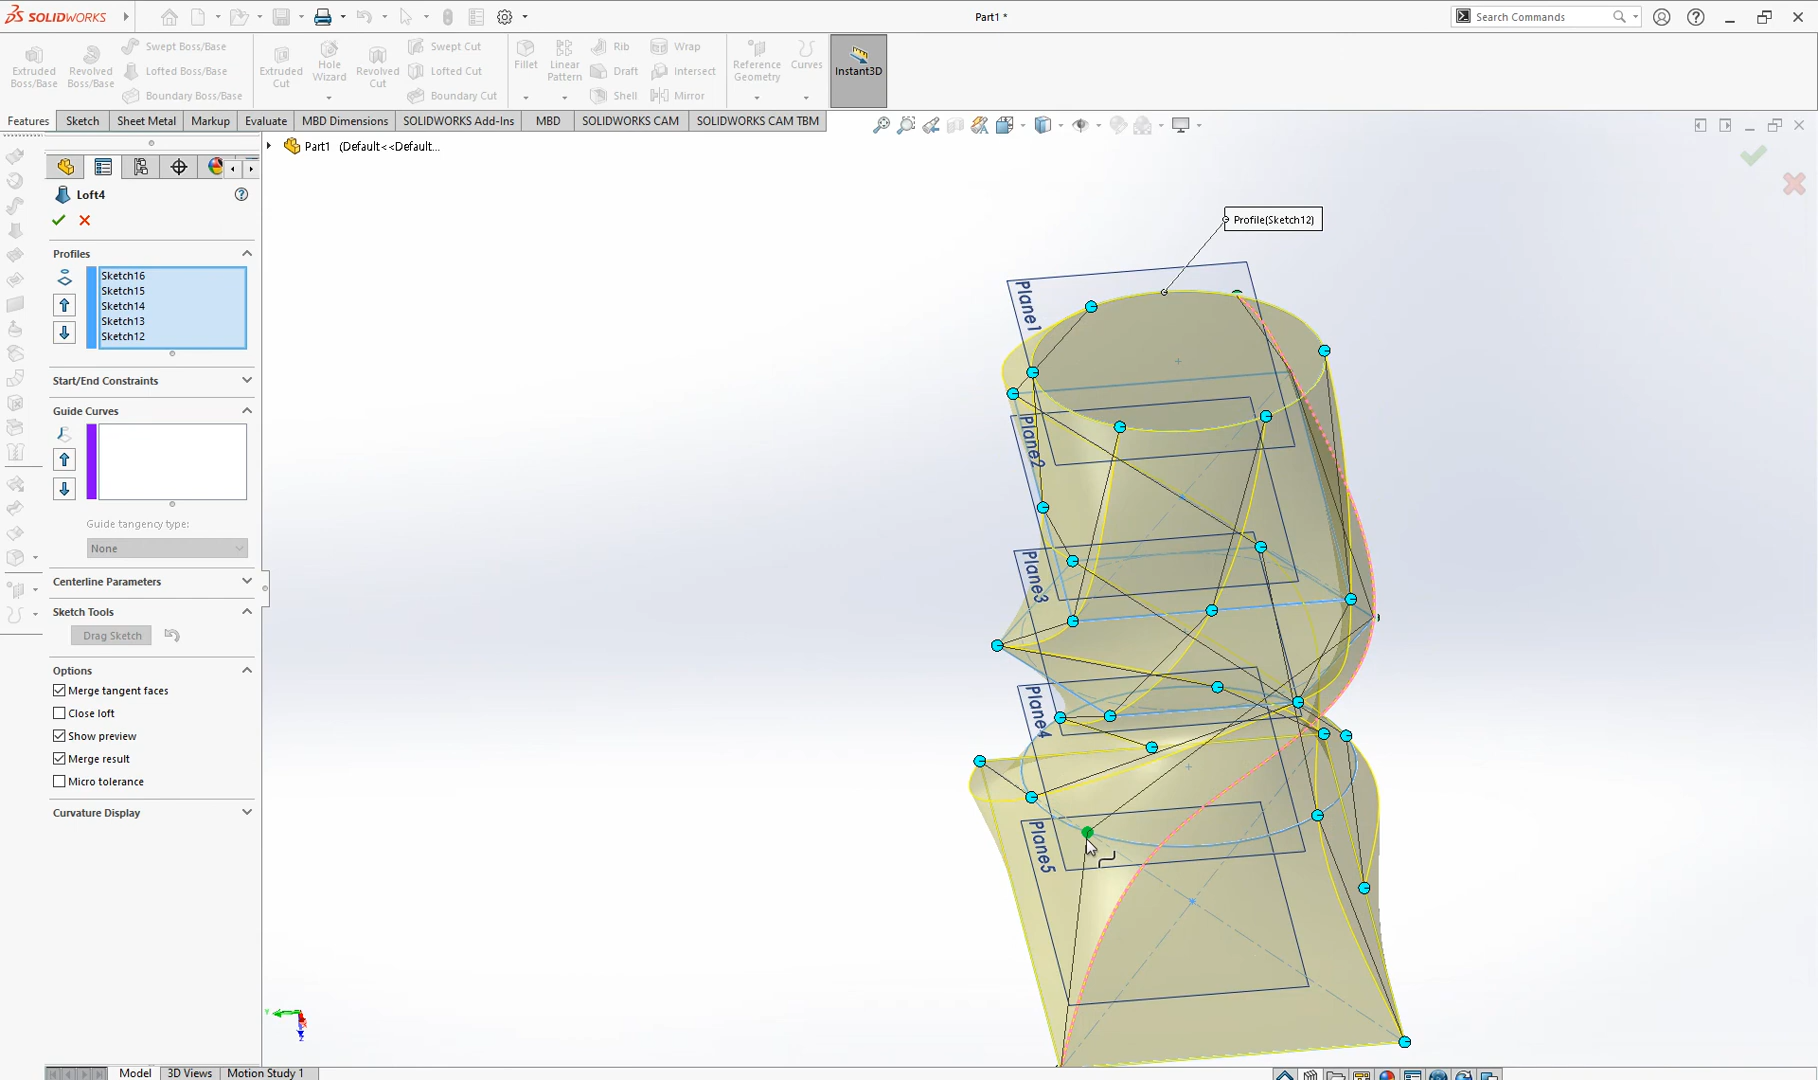 SOLIDWORKS
Part1 *
Search Commands
Extruded Boss/Base
Revolved Boss/Base
Swept Boss/Base
Lofted Boss/Base
Boundary Boss/Base
Extruded Cut
Hole Wizard
Revolved Cut
Swept Cut
Lofted Cut
Boundary Cut
Fillet
Linear Pattern
Rib
Draft
Shell
Wrap
Intersect
Mirror
Reference Geometry
Curves
Instant3D
Features
Sketch
Sheet Metal
Markup
Evaluate
MBD Dimensions
SOLIDWORKS Add-Ins
MBD
SOLIDWORKS CAM
SOLIDWORKS CAM TBM
Part1 (Default<<Default...
Loft4
Profiles
Sketch16
Sketch15
Sketch14
Sketch13
Sketch12
Start/End Constraints
Guide Curves
Guide tangency type:
None
Centerline Parameters
Sketch Tools
Drag Sketch
Options
Merge tangent faces
Close loft
Show preview
Merge result
Micro tolerance
Curvature Display
Profile(Sketch12)
Plane1
Plane2
Plane3
Plane4
Plane5
Y
Z
Model
3D Views
Motion Study 1